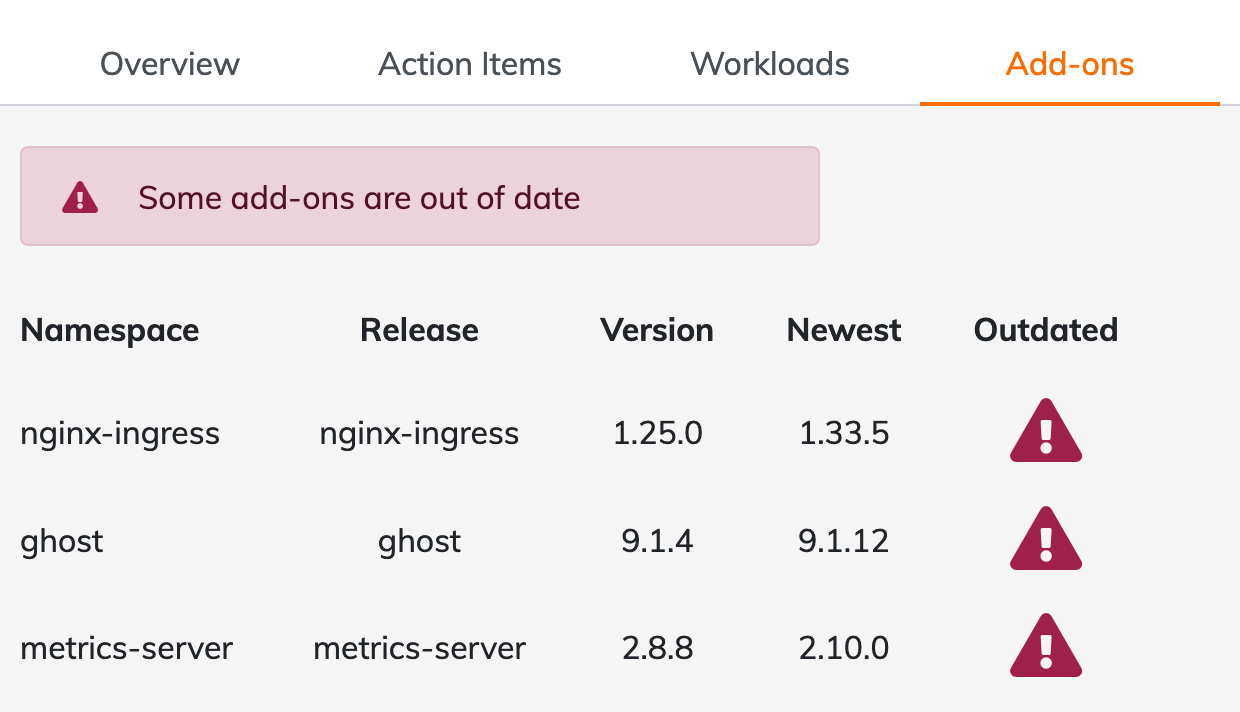 Overview Action Items Workloads Add-ons
Some add-ons are out of date
Namespace Release Version Newest Outdated
nginx-ingress nginx-ingress 1.25.0 1.33.5
ghost ghost 9.1.4 9.1.12
metrics-server metrics-server 2.8.8 2.10.0